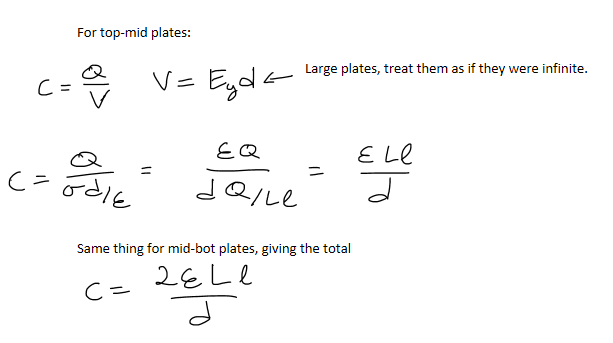 For top-mid plates:
C = Q/V    V = E_y d ← Large plates, treat them as if they were infinite.
C = Q/(σd/ε) = εQ/(dQ/Lℓ) = εLℓ/d
Same thing for mid-bot plates, giving the total
C = 2εLℓ/d